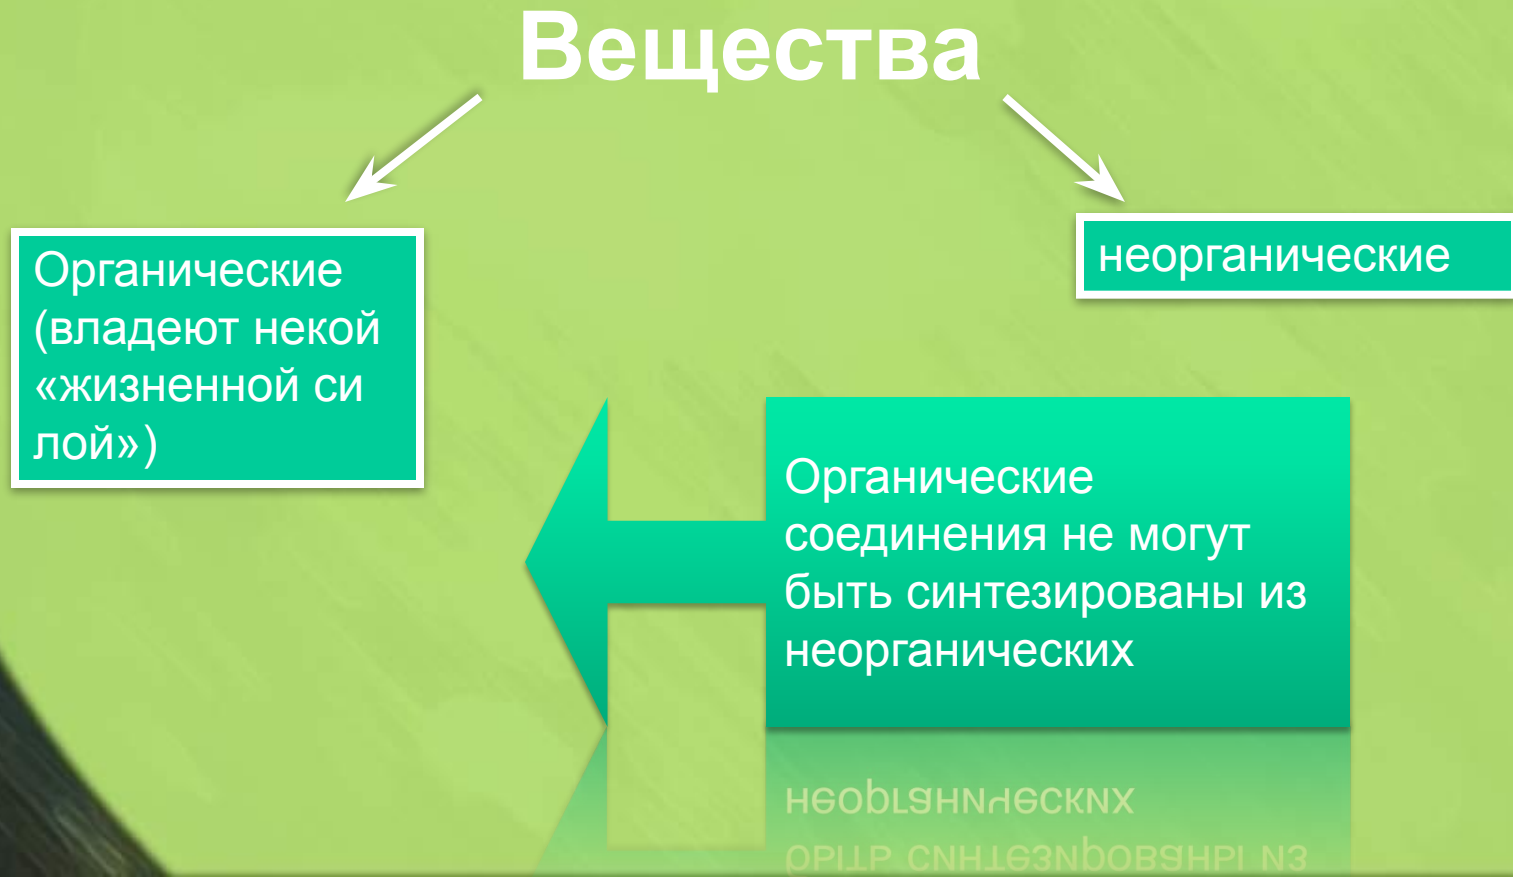 Вещества
Органические
(владеют некой
«жизненной си
лой»)
неорганические
Органические
соединения не могут
быть синтезированы из
неорганических